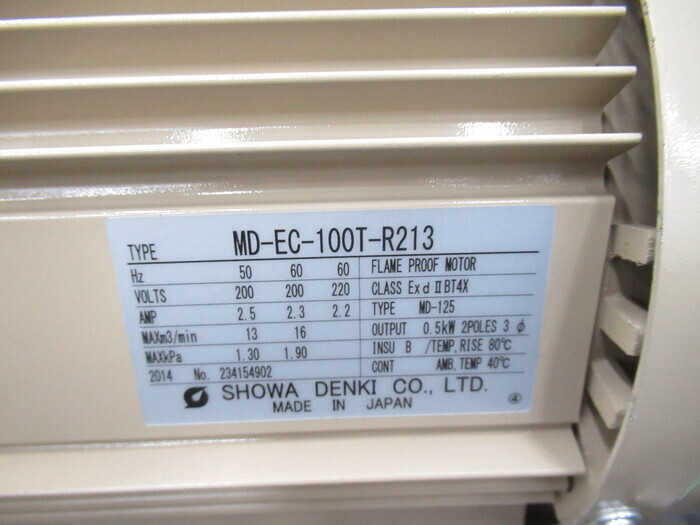 TYPE MD-EC-100T-R213
Hz 50 60 60 FLAME PROOF MOTOR
VOLTS 200 200 220 CLASS Ex d ⅡBT4X
AMP 2.5 2.3 2.2 TYPE MD-125
MAXm3/min 13 16 OUTPUT 0.5kW 2POLES 3 φ
MAXkPa 1.30 1.90 INSU B /TEMP,RISE 80℃
2014 No. 234154902 CONT AMB,TEMP 40℃
SHOWA DENKI CO., LTD.
MADE IN JAPAN ④